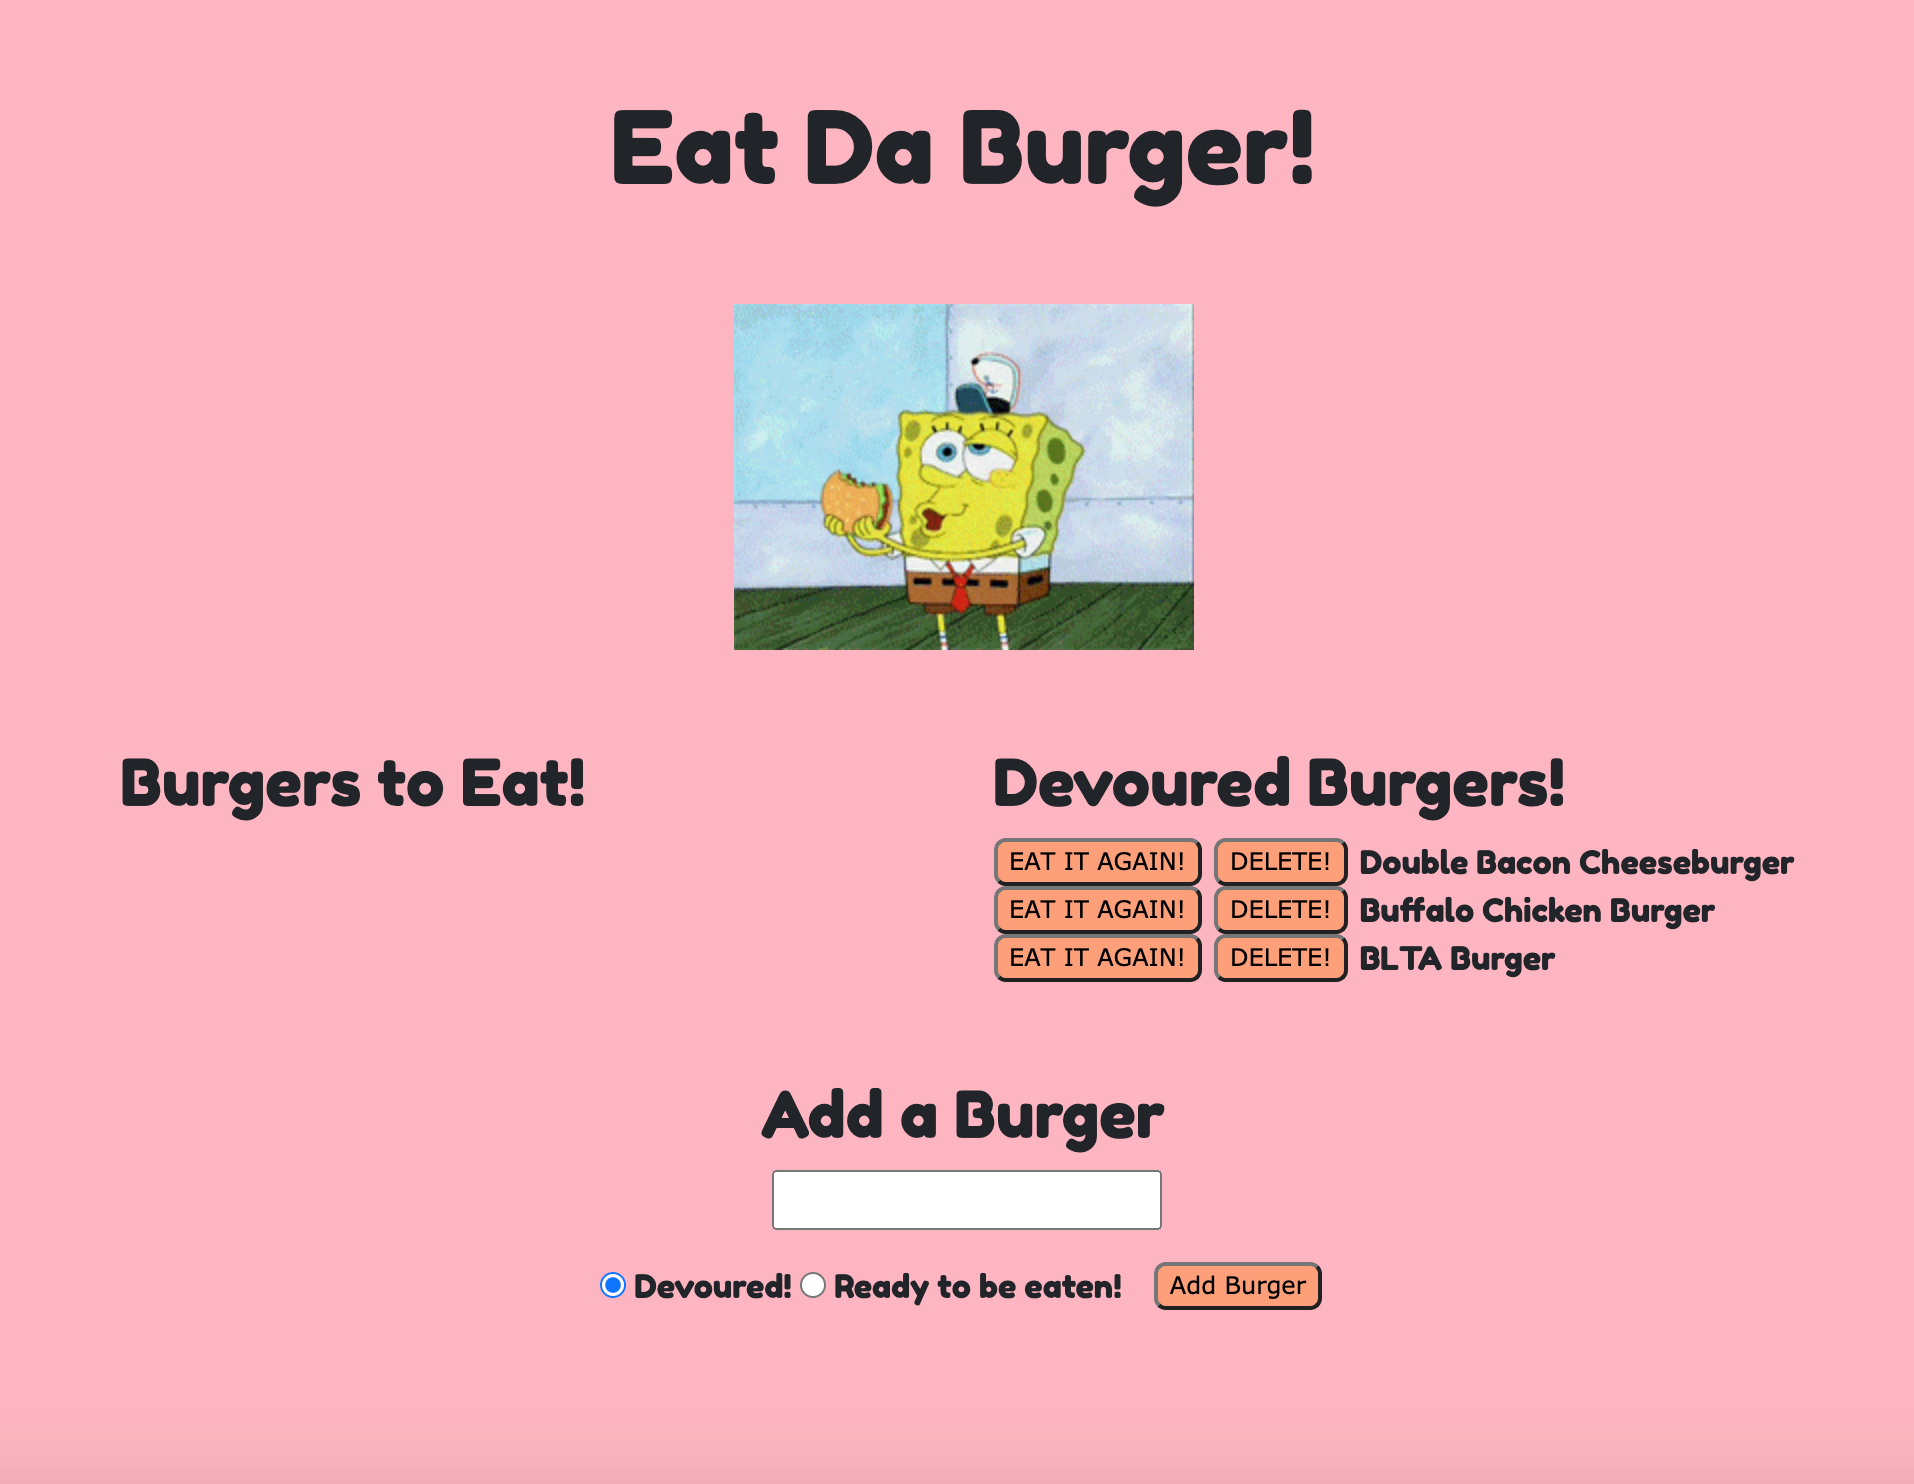 Eat Da Burger!
Burgers to Eat!
Devoured Burgers!
EAT IT AGAIN! DELETE! Double Bacon Cheeseburger
EAT IT AGAIN! DELETE! Buffalo Chicken Burger
EAT IT AGAIN! DELETE! BLTA Burger
Add a Burger
Devoured! Ready to be eaten! Add Burger